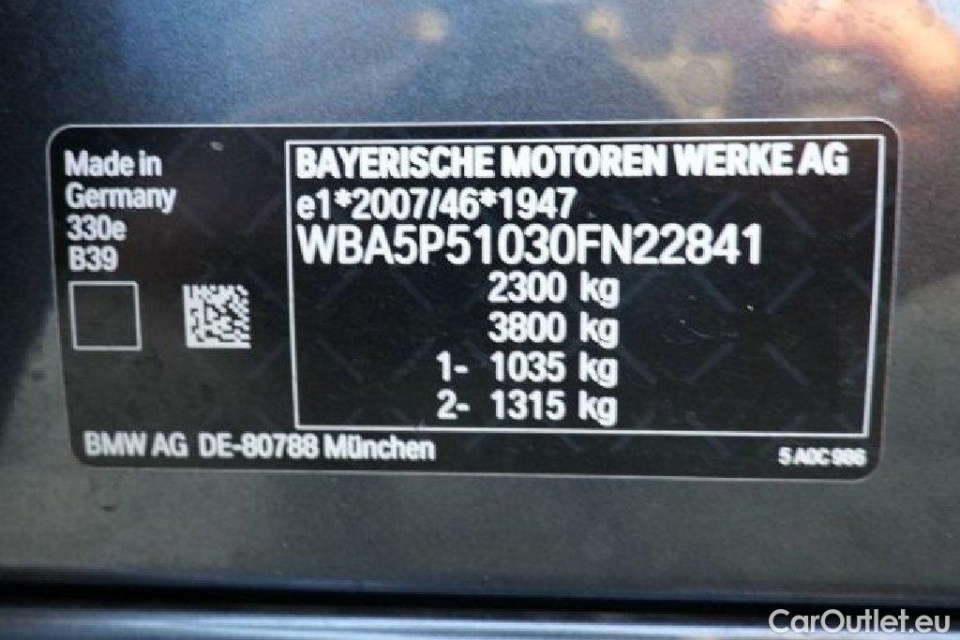 Made in
Germany
330e
B39
BAYERISCHE MOTOREN WERKE AG
e1*2007/46*1947
WBA5P51030FN22841
2300 kg
3800 kg
1- 1035 kg
2- 1315 kg
BMW AG DE-80788 München
5 A0C 986
CarOutlet.eu